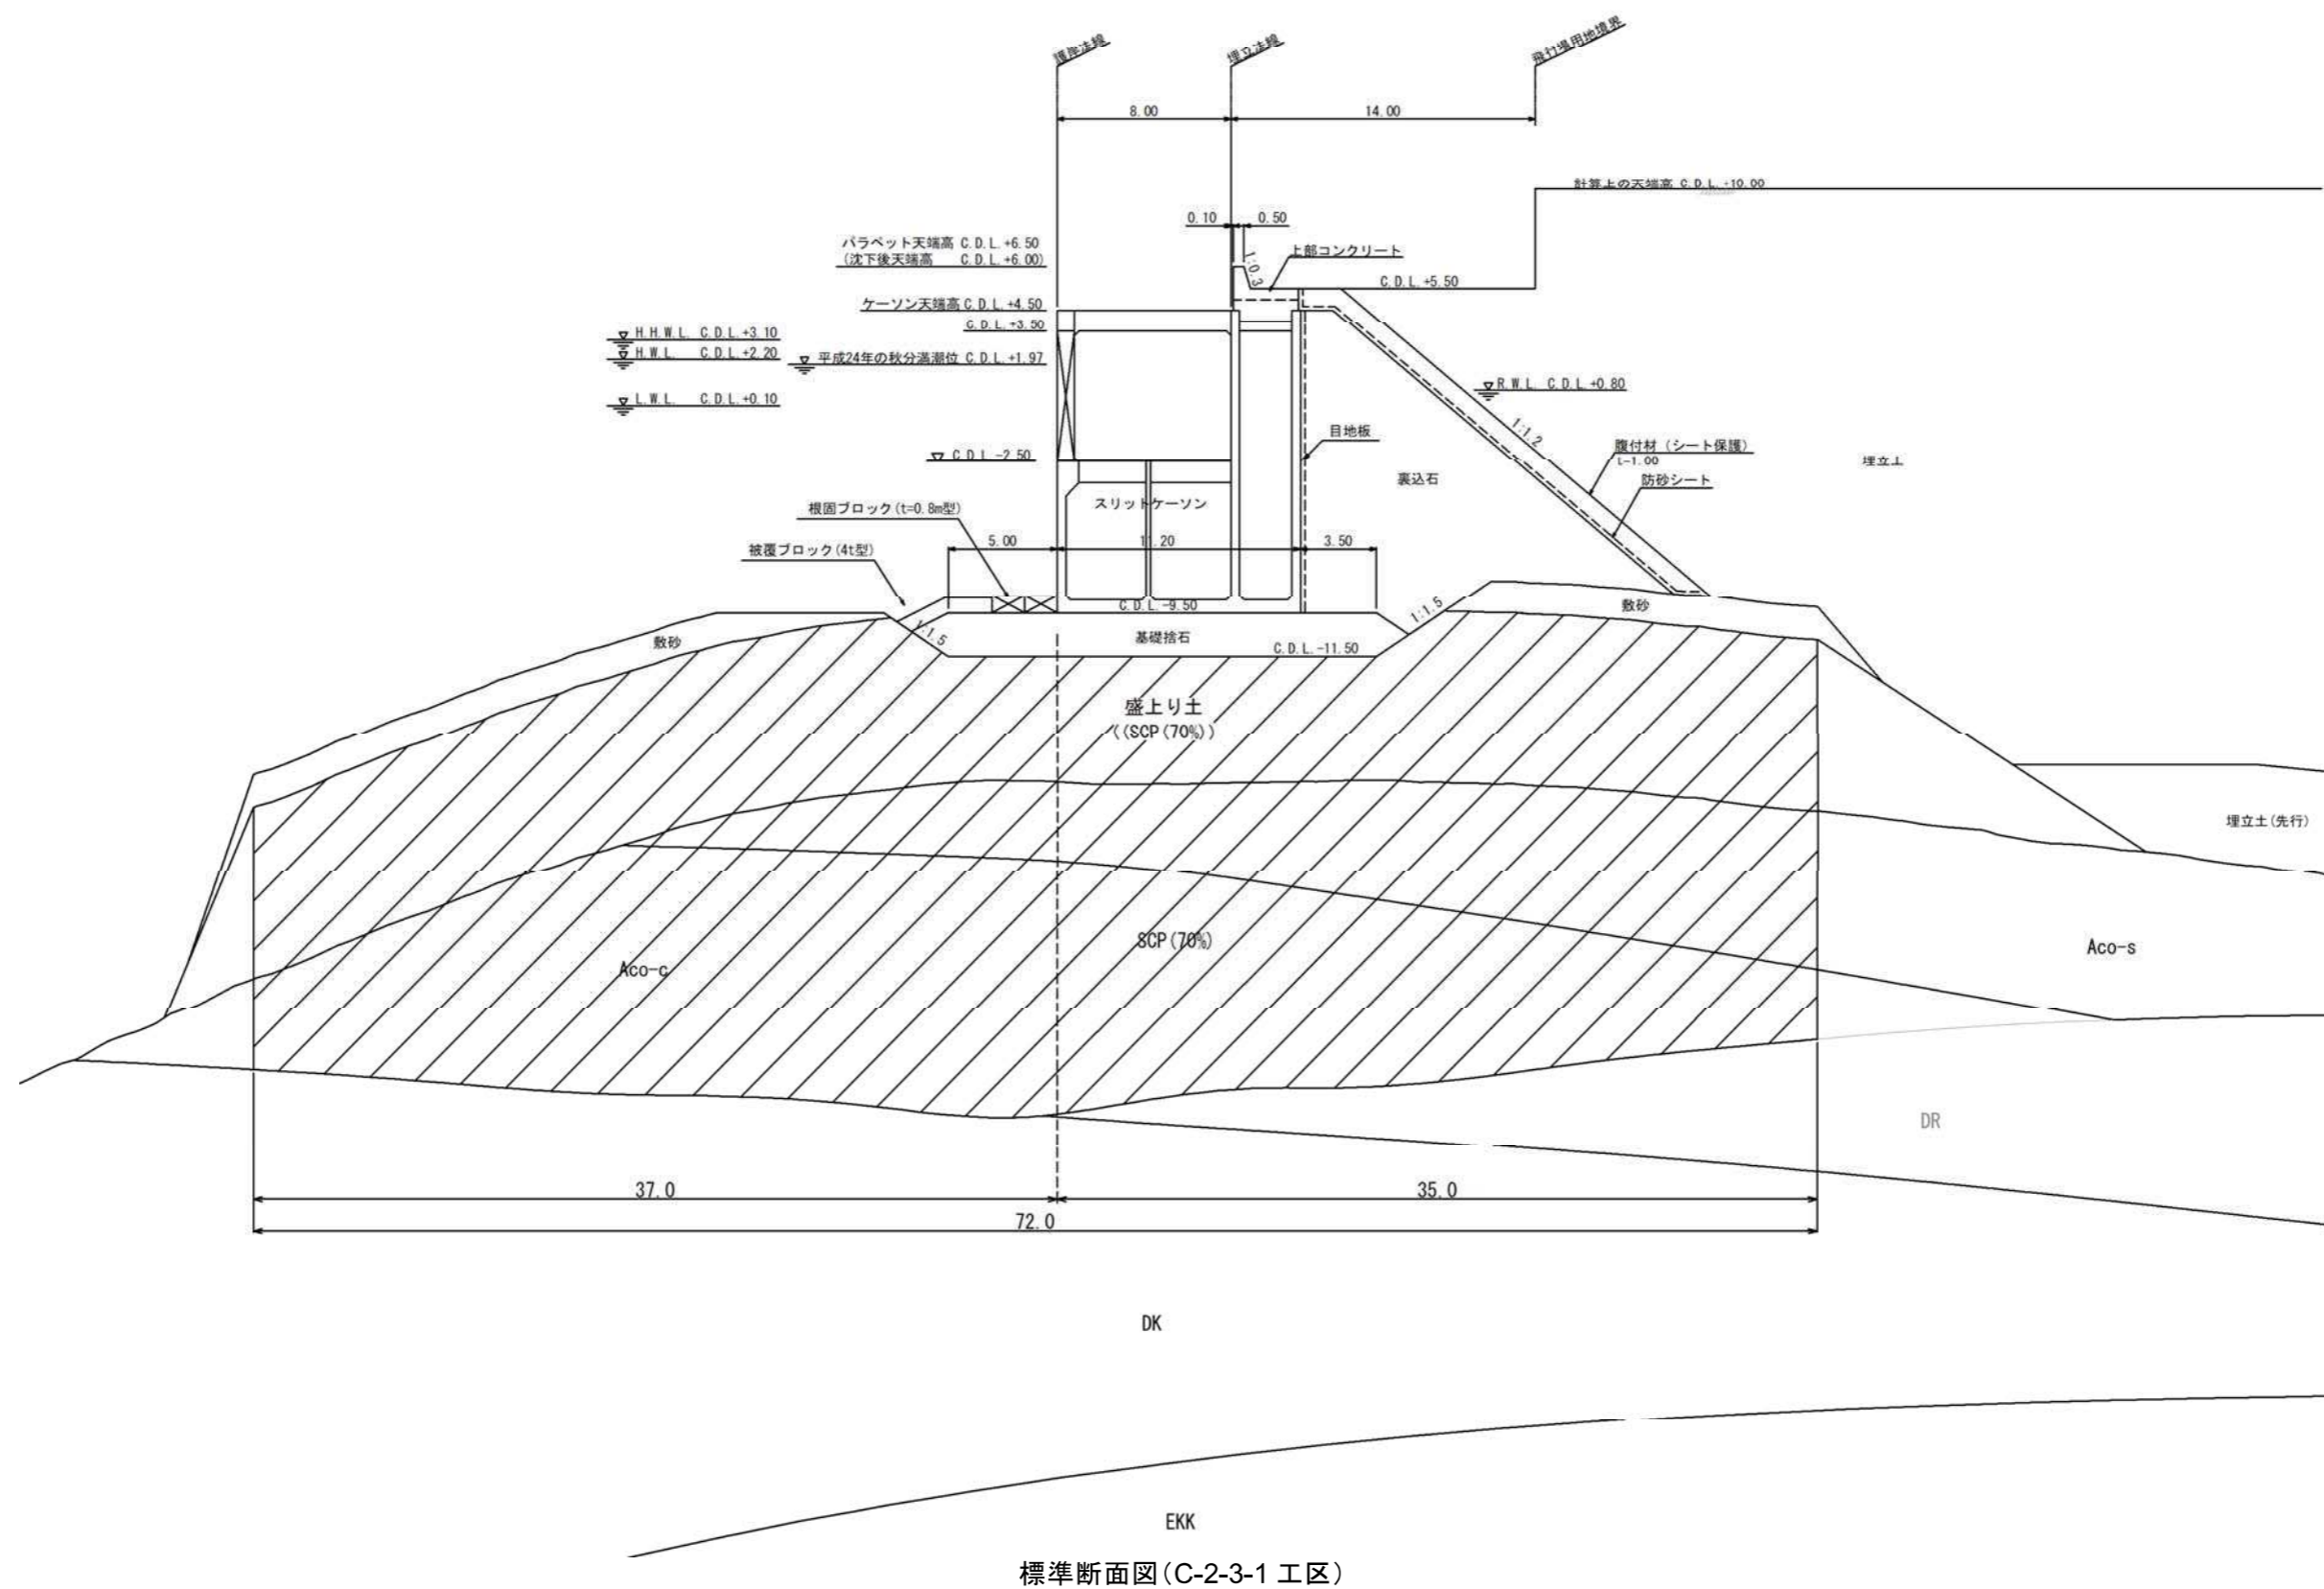 護岸法線
埋立法線
飛行場用地境界
8.00
14.00
計算上の天端高 C.D.L.+10.00
0.10
0.50
パラペット天端高 C.D.L.+6.50
(沈下後天端高 C.D.L.+6.00)
1:0.3
上部コンクリート
C.D.L.+5.50
ケーソン天端高 C.D.L.+4.50
C.D.L.+3.50
H.H.W.L. C.D.L.+3.10
H.W.L. C.D.L.+2.20
平成24年の秋分満潮位 C.D.L.+1.97
L.W.L. C.D.L.+0.10
R.W.L. C.D.L.+0.80
1:1.2
目地板
腹付材(シート保護)
t=1.00
防砂シート
埋立土
裏込石
C.D.L.-2.50
スリットケーソン
根固ブロック(t=0.8m型)
被覆ブロック(4t型)
5.00
11.20
3.50
C.D.L.-9.50
敷砂
1:1.5
基礎捨石
C.D.L.-11.50
1:1.5
敷砂
盛上り土
((SCP(70%))
埋立土(先行)
SCP(70%)
Aco-c
Aco-s
DR
37.0
35.0
72.0
DK
EKK
標準断面図(C-2-3-1 工区)